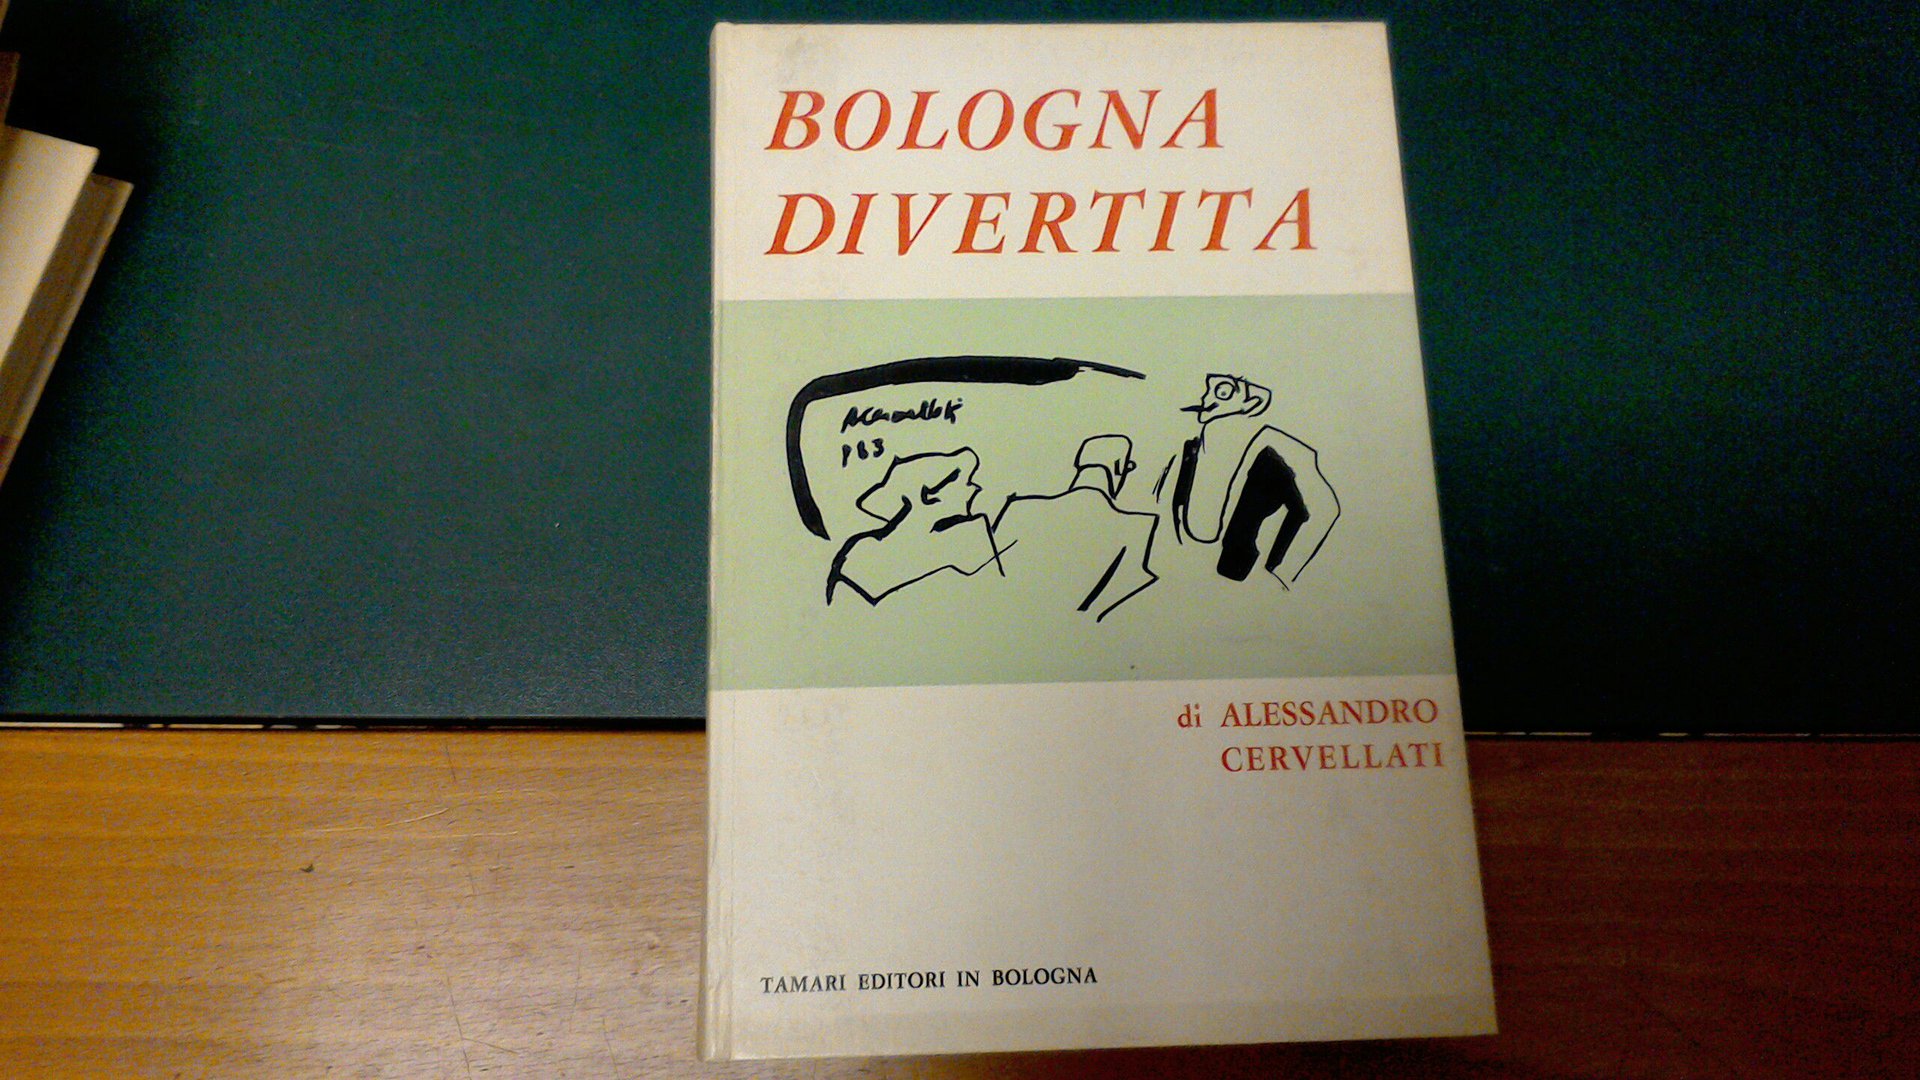 BOLOGNA
DIVERTITA
di ALESSANDRO
CERVELLATI
TAMARI EDITORI IN BOLOGNA